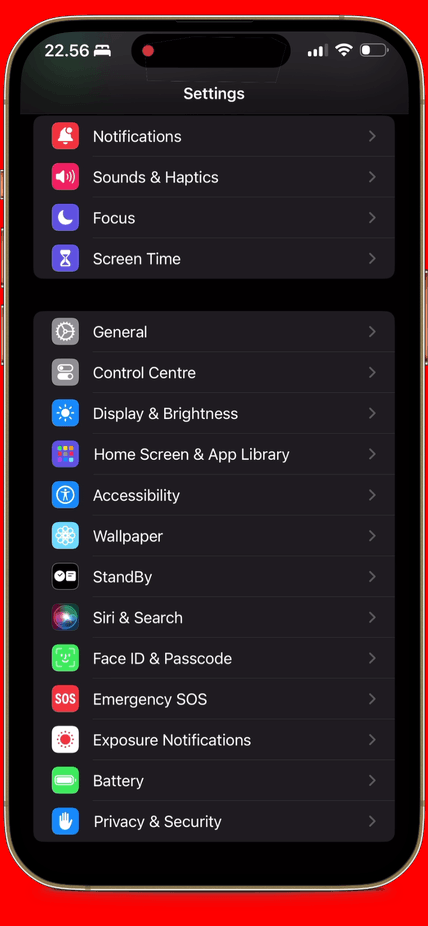 22.56
Settings
Notifications
Sounds & Haptics
Focus
Screen Time
General
Control Centre
Display & Brightness
Home Screen & App Library
Accessibility
Wallpaper
StandBy
Siri & Search
Face ID & Passcode
SOS Emergency SOS
Exposure Notifications
Battery
Privacy & Security